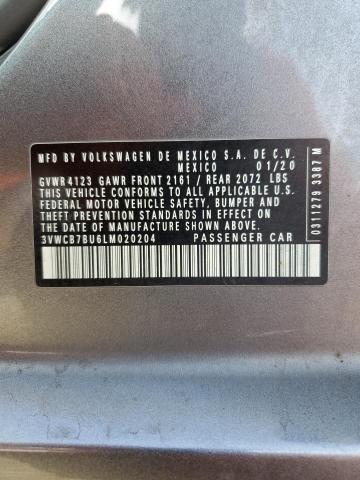 MFD BY VOLKSWAGEN DE MEXICO S.A. DE C.V.
MEXICO 01/20
GVWR 4123 GAWR FRONT 2161 / REAR 2072 LBS
THIS VEHICLE CONFORMS TO ALL APPLICABLE U.S.
FEDERAL MOTOR VEHICLE SAFETY, BUMPER AND THEFT
PREVENTION STANDARDS IN EFFECT ON THE
DATE OF MANUFACTURE SHOWN ABOVE.
3VWCB7BU6LM020204 PASSENGER CAR
0311279 3387 M